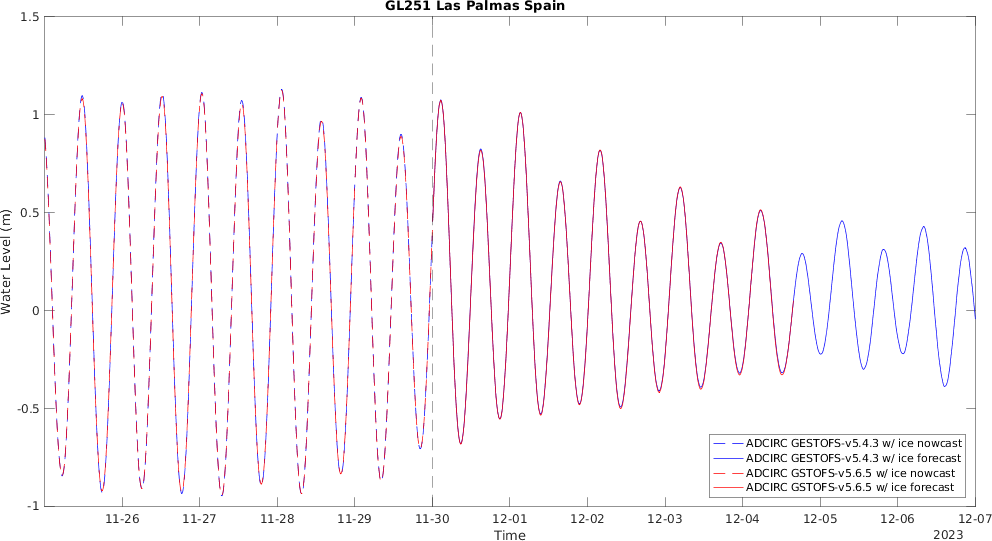 GL251 Las Palmas Spain
1.5
1
0.5
0
-0.5
-1
Water Level (m)
11-26 11-27 11-28 11-29 11-30 12-01 12-02 12-03 12-04 12-05 12-06 12-07
Time
2023
ADCIRC GESTOFS-v5.4.3 w/ ice nowcast
ADCIRC GESTOFS-v5.4.3 w/ ice forecast
ADCIRC GSTOFS-v5.6.5 w/ ice nowcast
ADCIRC GSTOFS-v5.6.5 w/ ice forecast